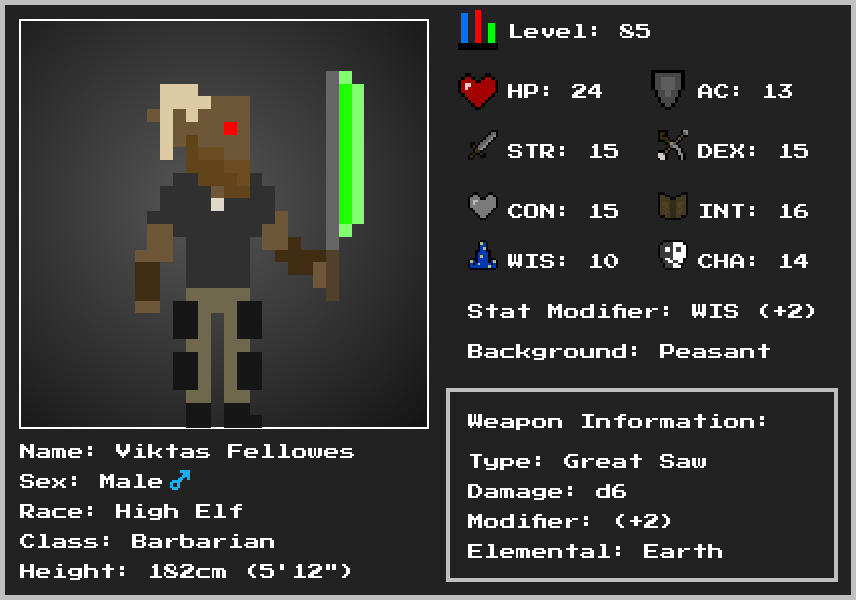 Level: 85
HP: 24
AC: 13
STR: 15
DEX: 15
CON: 15
INT: 16
WIS: 10
CHA: 14
Stat Modifier: WIS (+2)
Background: Peasant
Weapon Information:
Type: Great Saw
Damage: d6
Modifier: (+2)
Elemental: Earth
Name: Viktas Fellowes
Sex: Male ♂
Race: High Elf
Class: Barbarian
Height: 182cm (5'12")